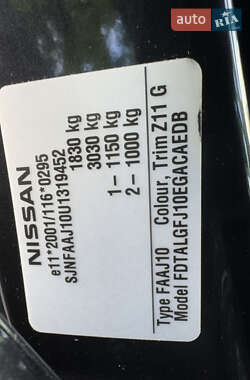 AUTO.RIA.com
NISSAN
e11*2001/116*0295
SJNFAAJ10U1319452
1830 kg
3030 kg
1 - 1150 kg
2 - 1000 kg
Type FAAJ10 Colour, Trim Z11 G
Model FDTALGFJ10EGACAEDB